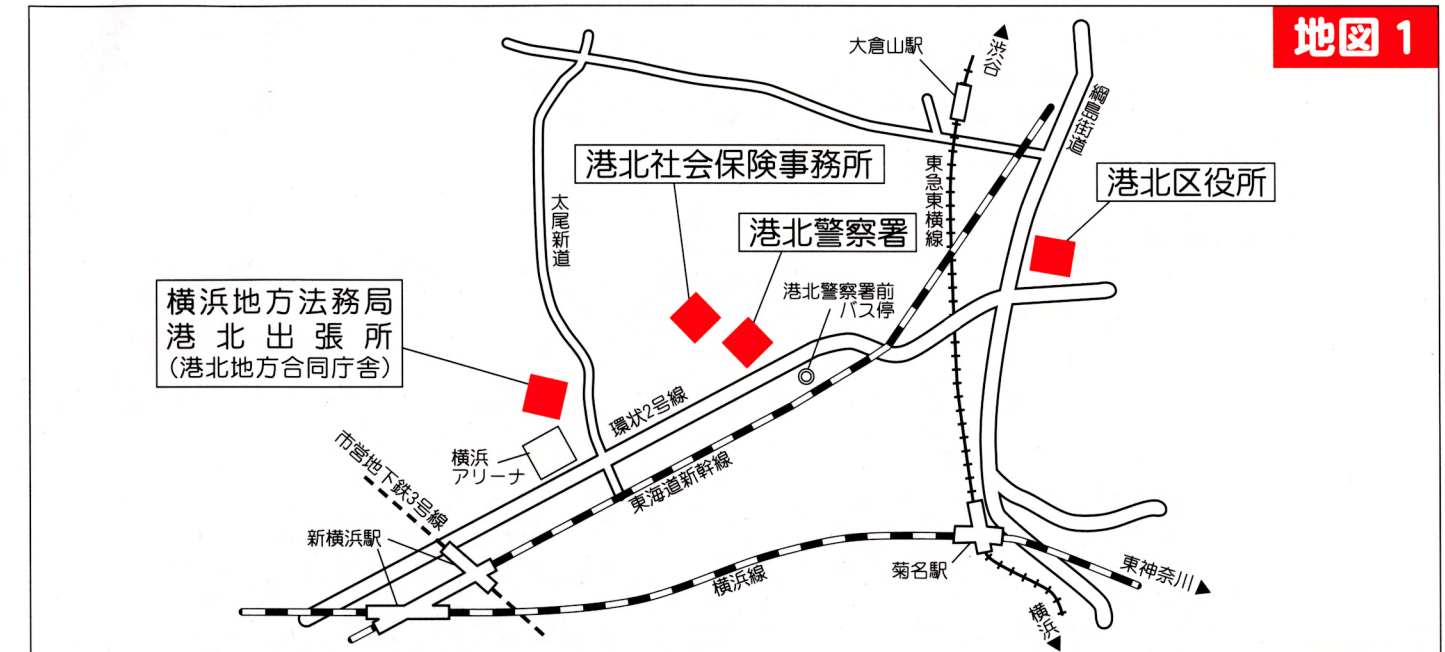 地図 1
大倉山駅
渋谷
綱島街道
港北社会保険事務所
東急東横線
港北区役所
太尾新道
港北警察署
港北警察署前
バス停
横浜地方法務局
港北出張所
(港北地方合同庁舎)
環状2号線
市営地下鉄3号線
横浜
アリーナ
東海道新幹線
新横浜駅
横浜線
菊名駅
東神奈川
横浜